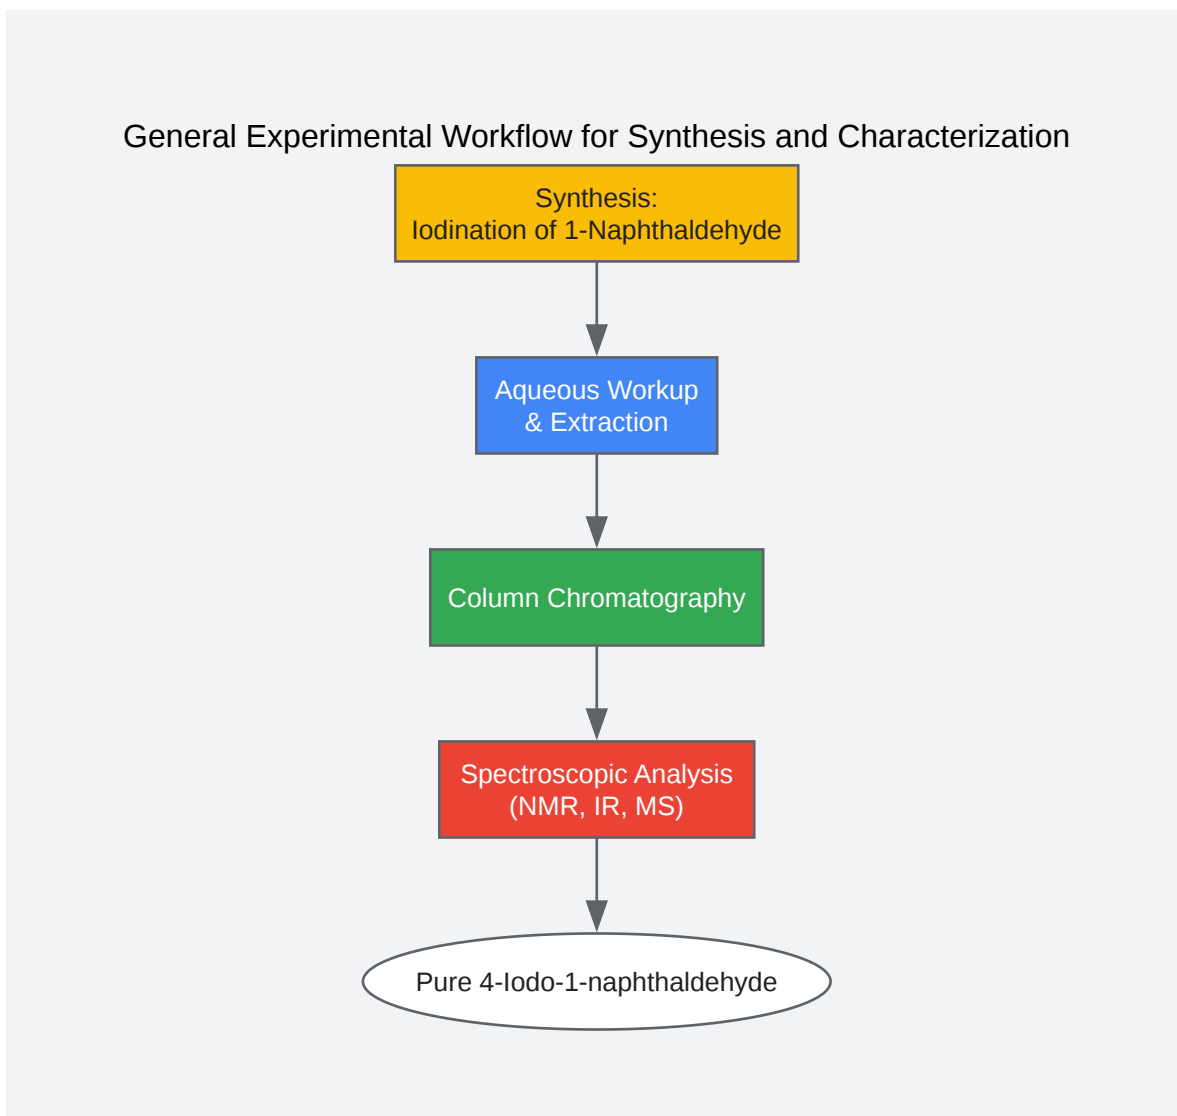 General Experimental Workflow for Synthesis and Characterization
Synthesis:
Iodination of 1-Naphthaldehyde
Aqueous Workup
& Extraction
Column Chromatography
Spectroscopic Analysis
(NMR, IR, MS)
Pure 4-Iodo-1-naphthaldehyde